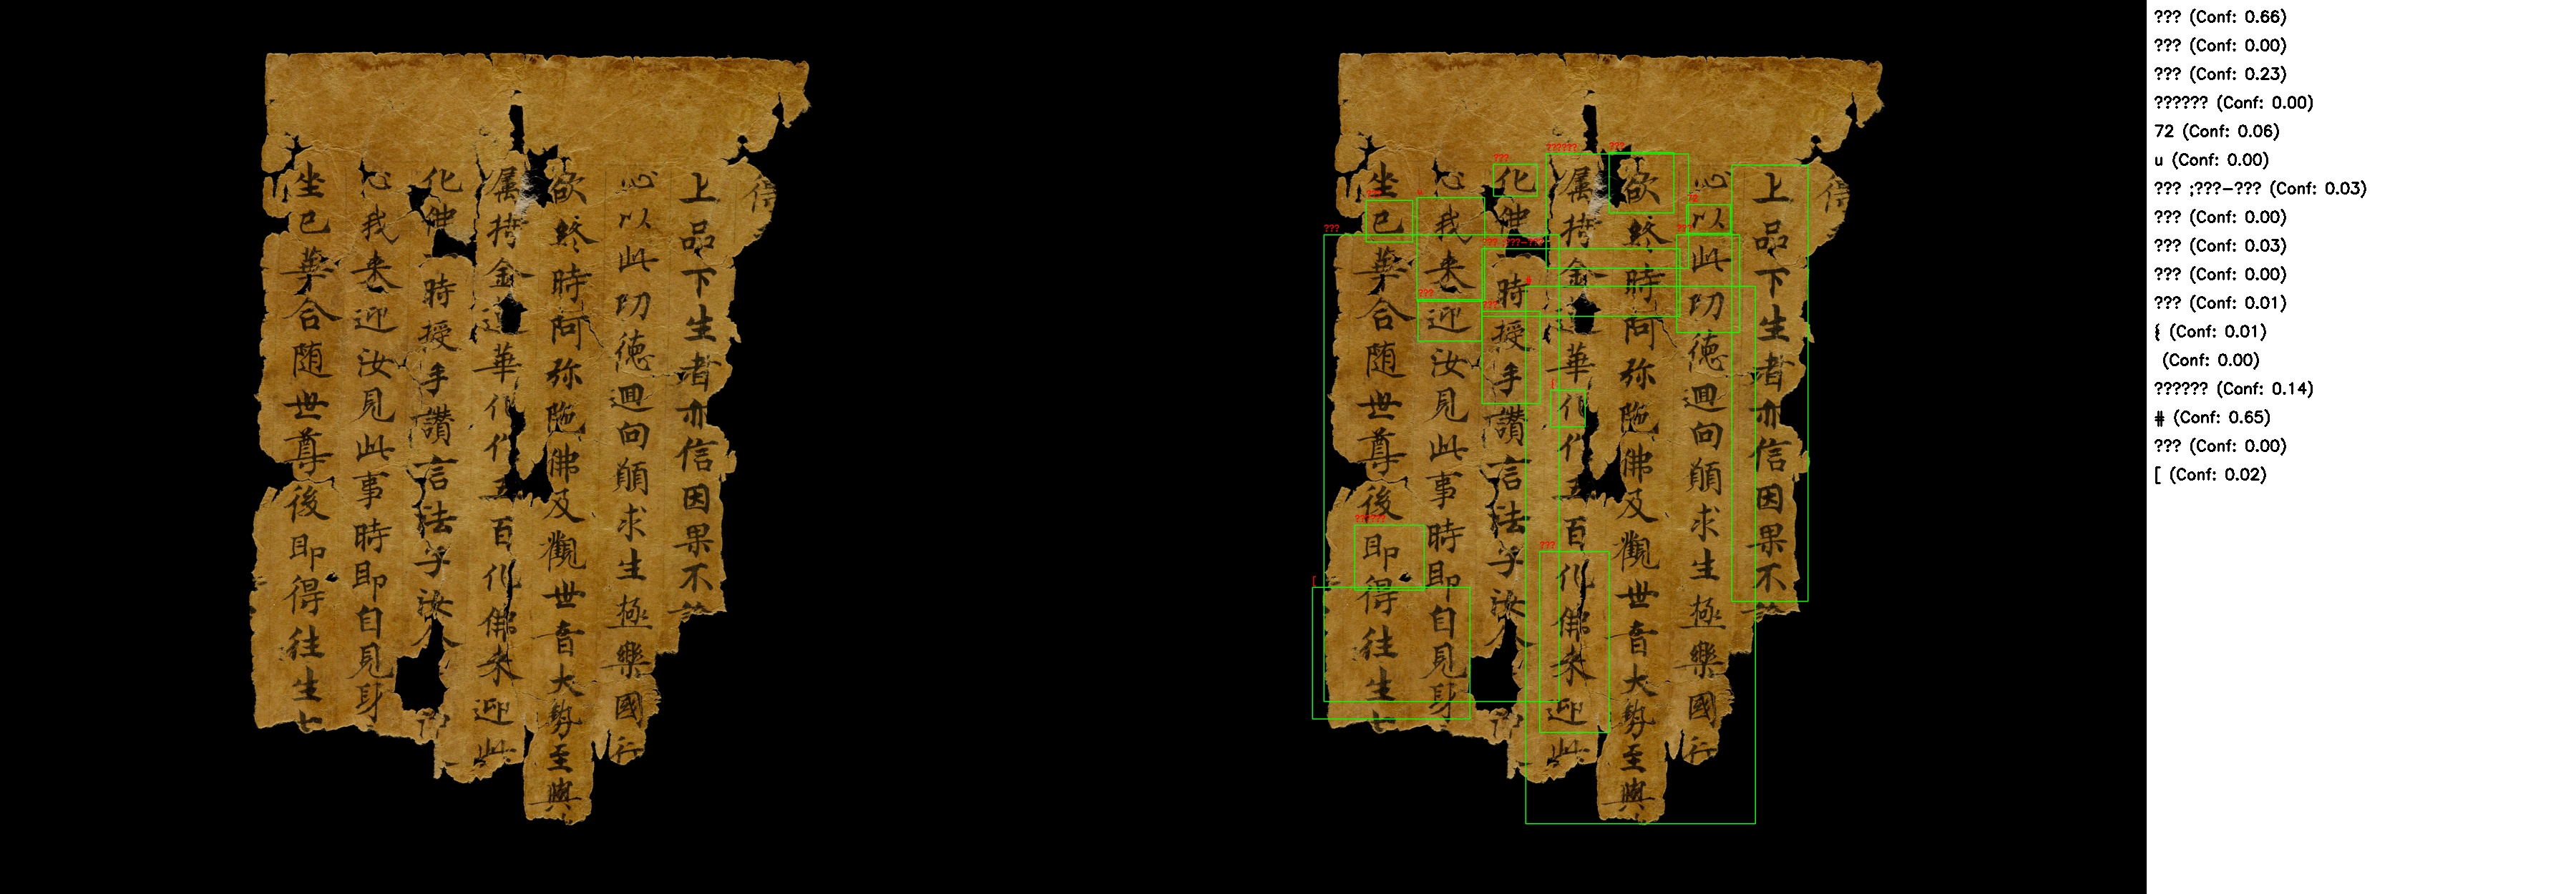 信
上品下生者亦信因果不
心以此功德迴向願求生極樂國行
欲終時阿弥陁佛及觀世音大勢至與
属持金蓮華化作五百化佛来迎此
化佛時授手讚言法子汝
心我来迎汝見此事時即自見身
坐已華合随世尊後即得往生七
??? (Conf: 0.66)
??? (Conf: 0.00)
??? (Conf: 0.23)
?????? (Conf: 0.00)
72 (Conf: 0.06)
u (Conf: 0.00)
??? ;???-??? (Conf: 0.03)
??? (Conf: 0.00)
??? (Conf: 0.03)
??? (Conf: 0.00)
??? (Conf: 0.01)
{ (Conf: 0.01)
(Conf: 0.00)
?????? (Conf: 0.14)
# (Conf: 0.65)
??? (Conf: 0.00)
[ (Conf: 0.02)